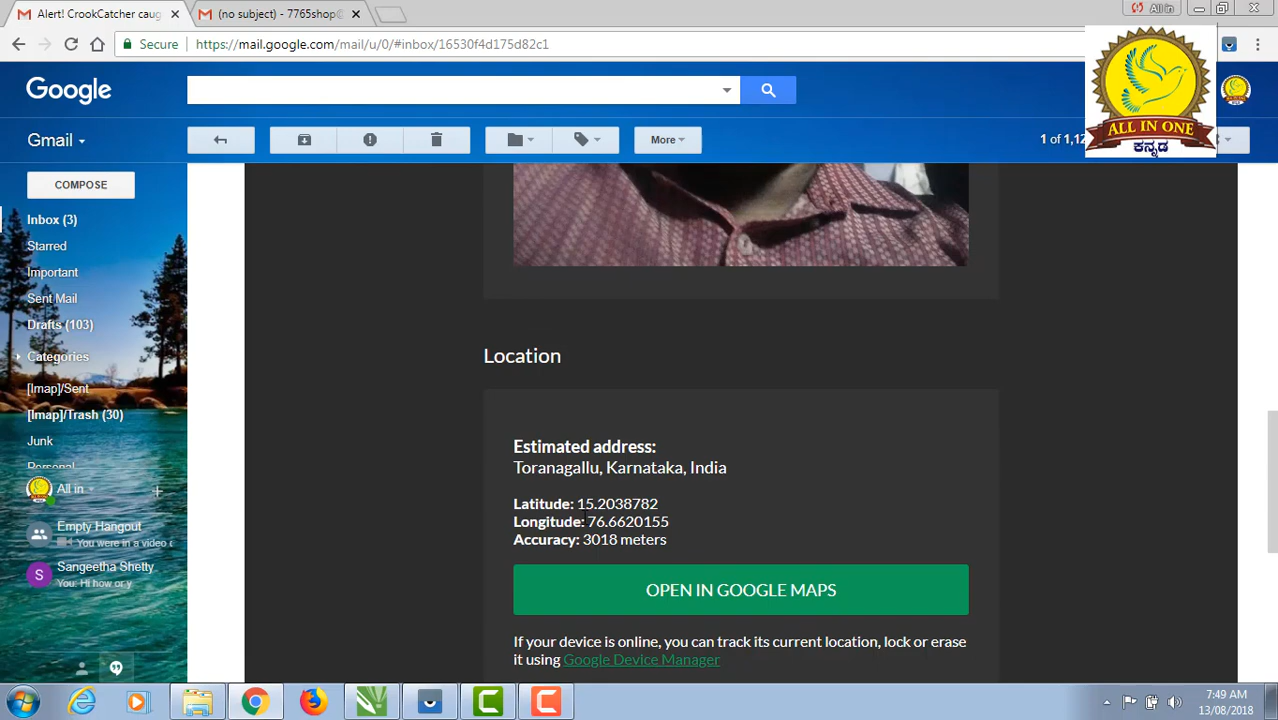 Alert! CrookCatcher caug
(no subject) - 7765shop@
All in
Secure
https://mail.google.com/mail/u/0/#inbox/16530f4d175d82c1
ALL IN ONE
ಕನ್ನಡ
Google
Gmail
More
1 of 1,12
COMPOSE
Inbox (3)
Starred
Important
Sent Mail
Drafts (103)
Categories
[Imap]/Sent
[Imap]/Trash (30)
Junk
Personal
All in
Empty Hangout
You were in a video c
Sangeetha Shetty
S
You: Hi how or y
Location
Estimated address:
Toranagallu, Karnataka, India
Latitude: 15.2038782
Longitude: 76.6620155
Accuracy: 3018 meters
OPEN IN GOOGLE MAPS
If your device is online, you can track its current location, lock or erase
it using Google Device Manager
7:49 AM
13/08/2018